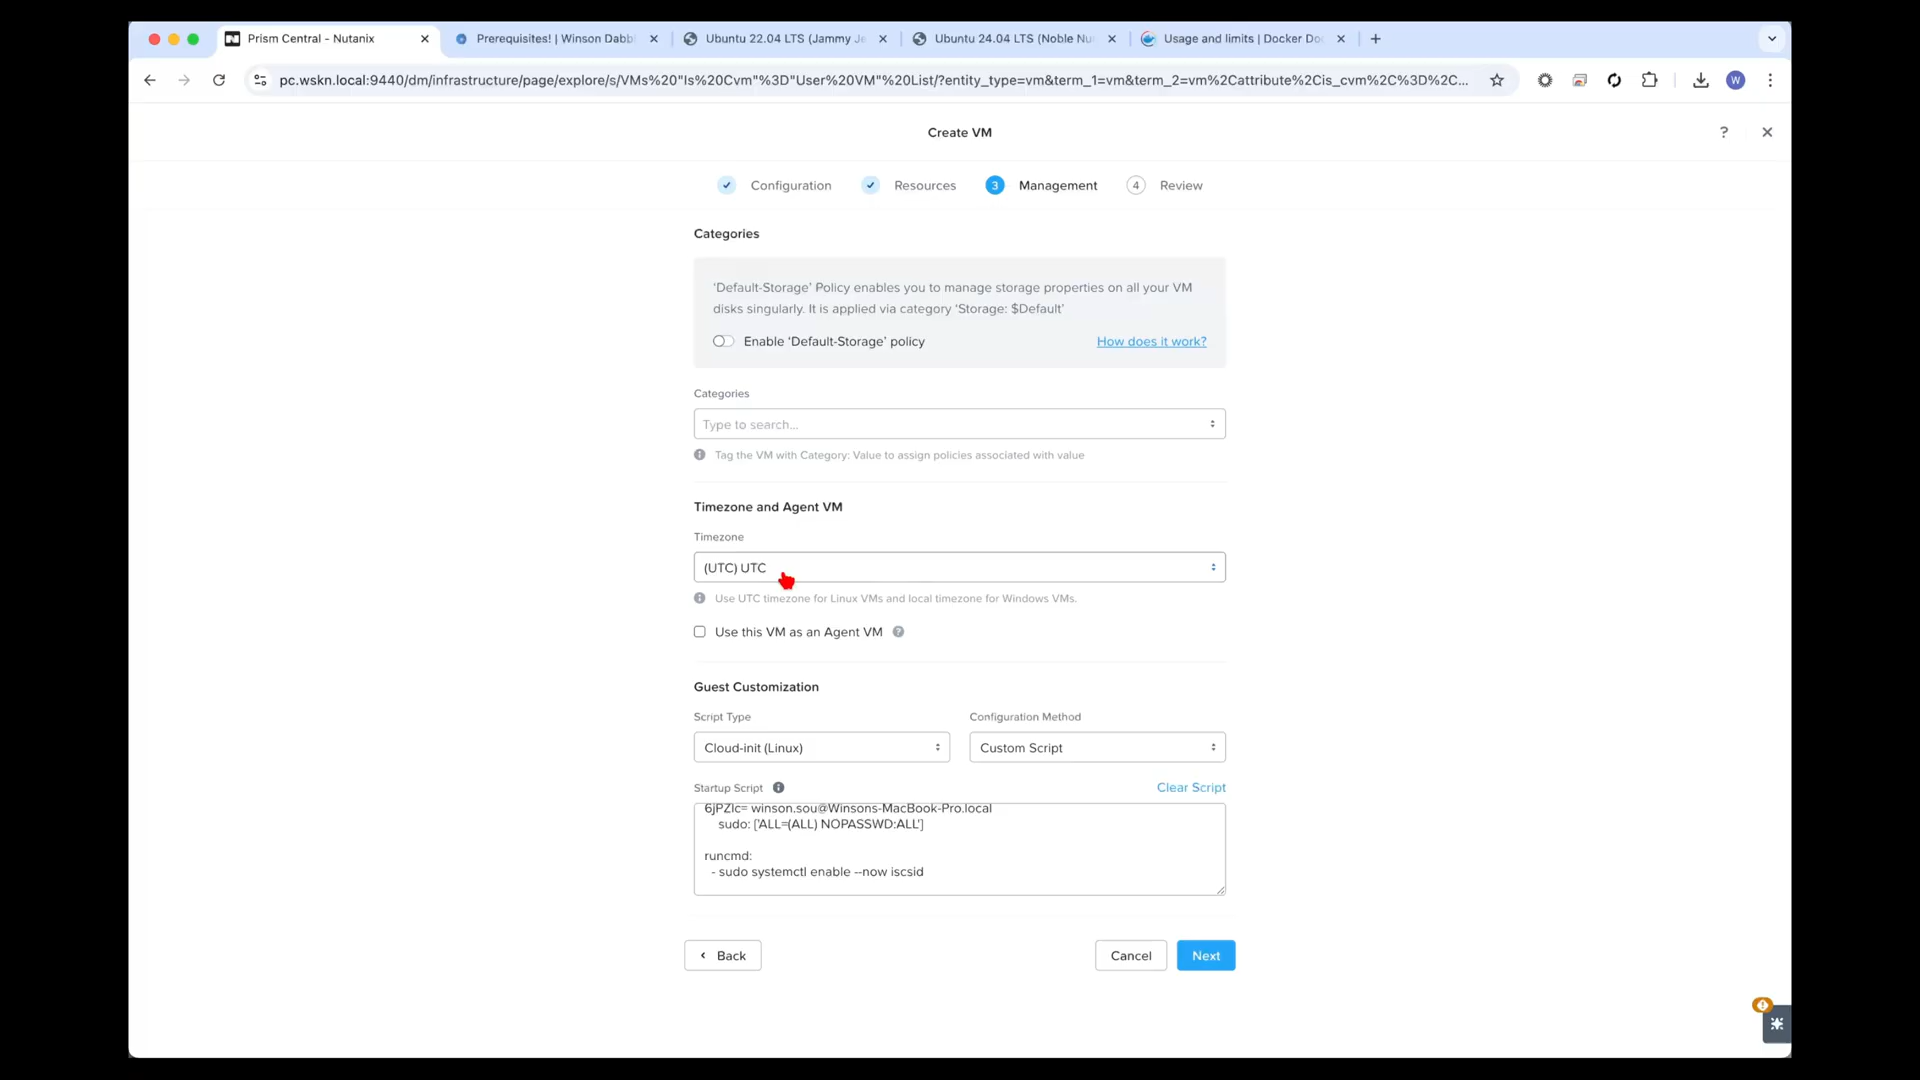 Prism Central - Nutanix
Prerequisites! | Winson Dabb
Ubuntu 22.04 LTS (Jammy Je
Ubuntu 24.04 LTS (Noble Nu
Usage and limits | Docker Do
pc.wskn.local:9440/dm/infrastructure/page/explore/s/VMs%20"Is%20Cvm"%3D"User%20VM"%20List/?entity_type=vm&term_1=vm&term_2=vm%2Cattribute%2Cis_cvm%2C%3D%2C...
W
Create VM
?
Configuration
Resources
3 Management
4 Review
Categories
'Default-Storage' Policy enables you to manage storage properties on all your VM
disks singularly. It is applied via category 'Storage: $Default'
Enable 'Default-Storage' policy
How does it work?
Categories
Type to search...
Tag the VM with Category: Value to assign policies associated with value
Timezone and Agent VM
Timezone
(UTC) UTC
Use UTC timezone for Linux VMs and local timezone for Windows VMs.
Use this VM as an Agent VM
Guest Customization
Script Type
Configuration Method
Cloud-init (Linux)
Custom Script
Startup Script
Clear Script
6jPZlc= winson.sou@Winsons-MacBook-Pro.local
sudo: ['ALL=(ALL) NOPASSWD:ALL']
runcmd:
- sudo systemctl enable --now iscsid
Back
Cancel
Next